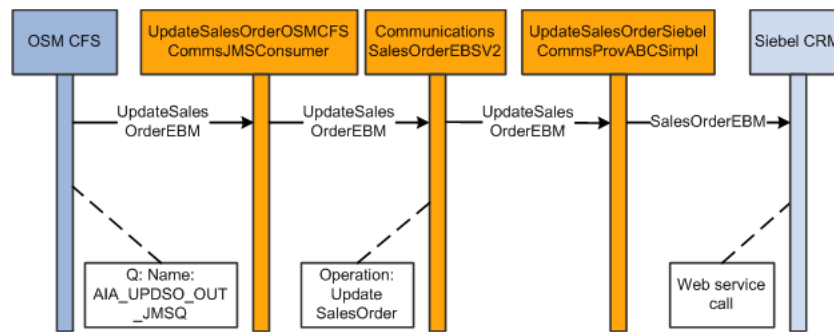 OSM CFS
UpdateSalesOrderOSMCFS
CommsJMSConsumer
Communications
SalesOrderEBSV2
UpdateSalesOrderSiebel
CommsProvABCSimpl
Siebel CRM
UpdateSales
OrderEBM
UpdateSales
OrderEBM
UpdateSales
OrderEBM
SalesOrderEBM
Q: Name:
AIA_UPDSO_OUT
_JMSQ
Operation:
Update
SalesOrder
Web service
call